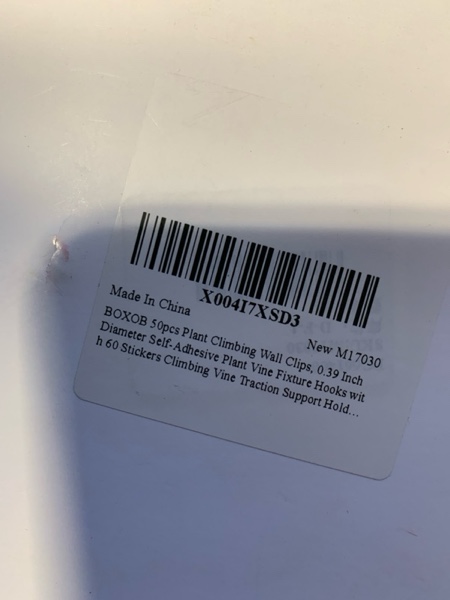 X004I7XSD3
Made In China
New M17030
BOXOB 50pcs Plant Climbing Wall Clips, 0.39 Inch
Diameter Self-Adhesive Plant Vine Fixture Hooks wit
h 60 Stickers Climbing Vine Traction Support Hold...